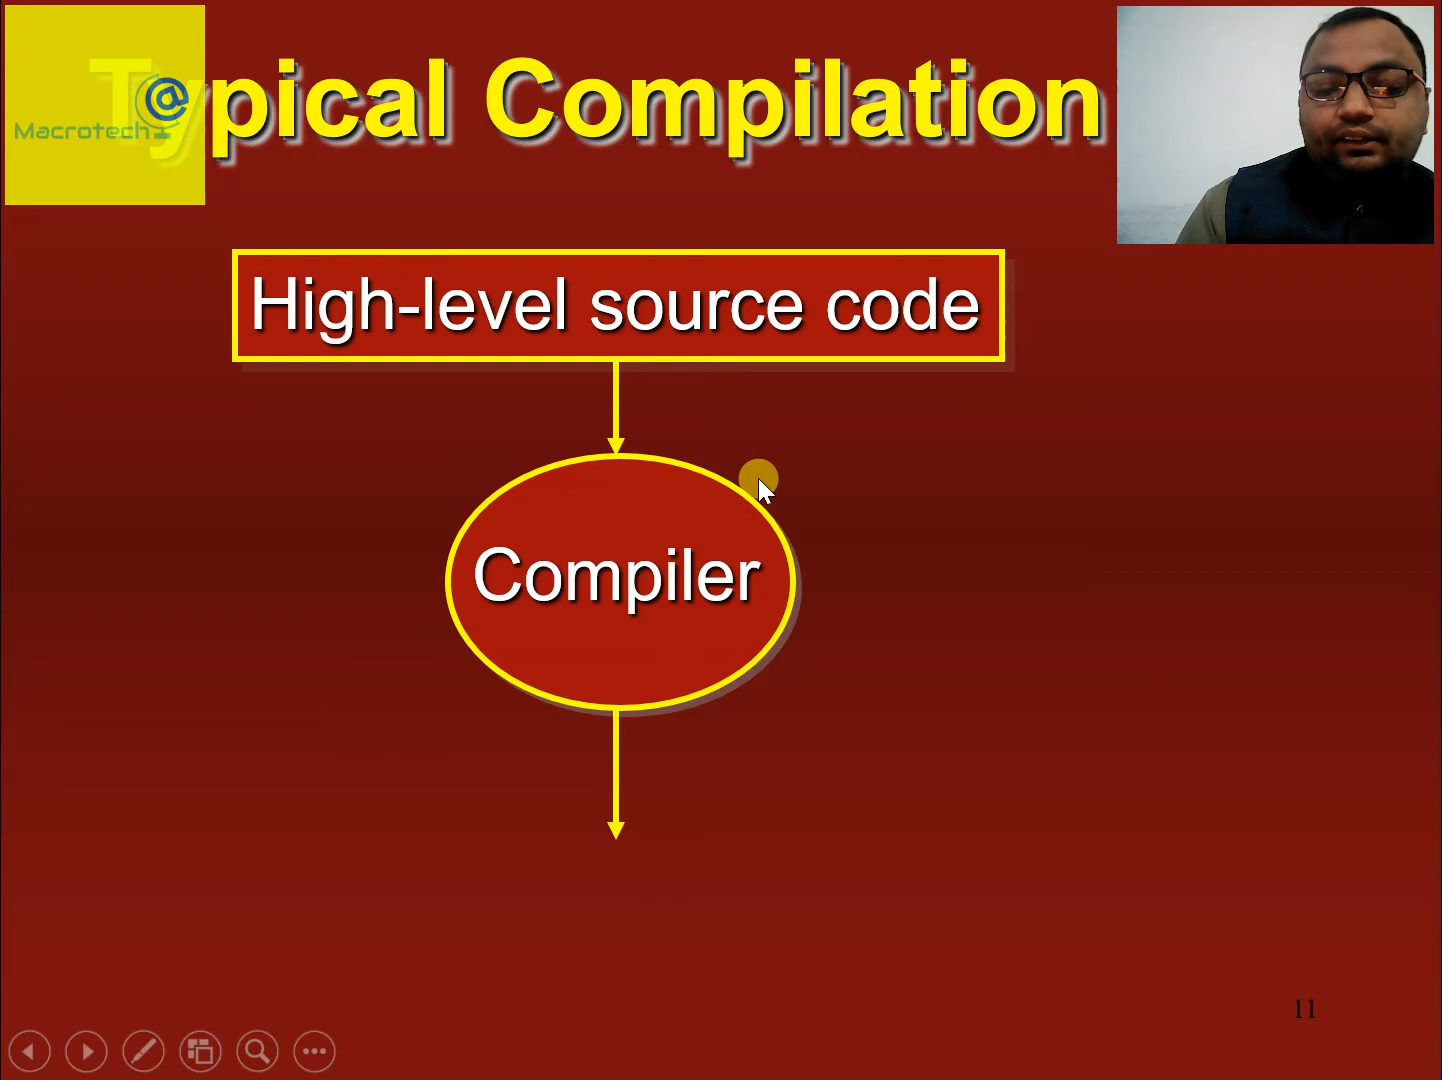 Typical Compilation
@
Macrotech
High-level source code
Compiler
11